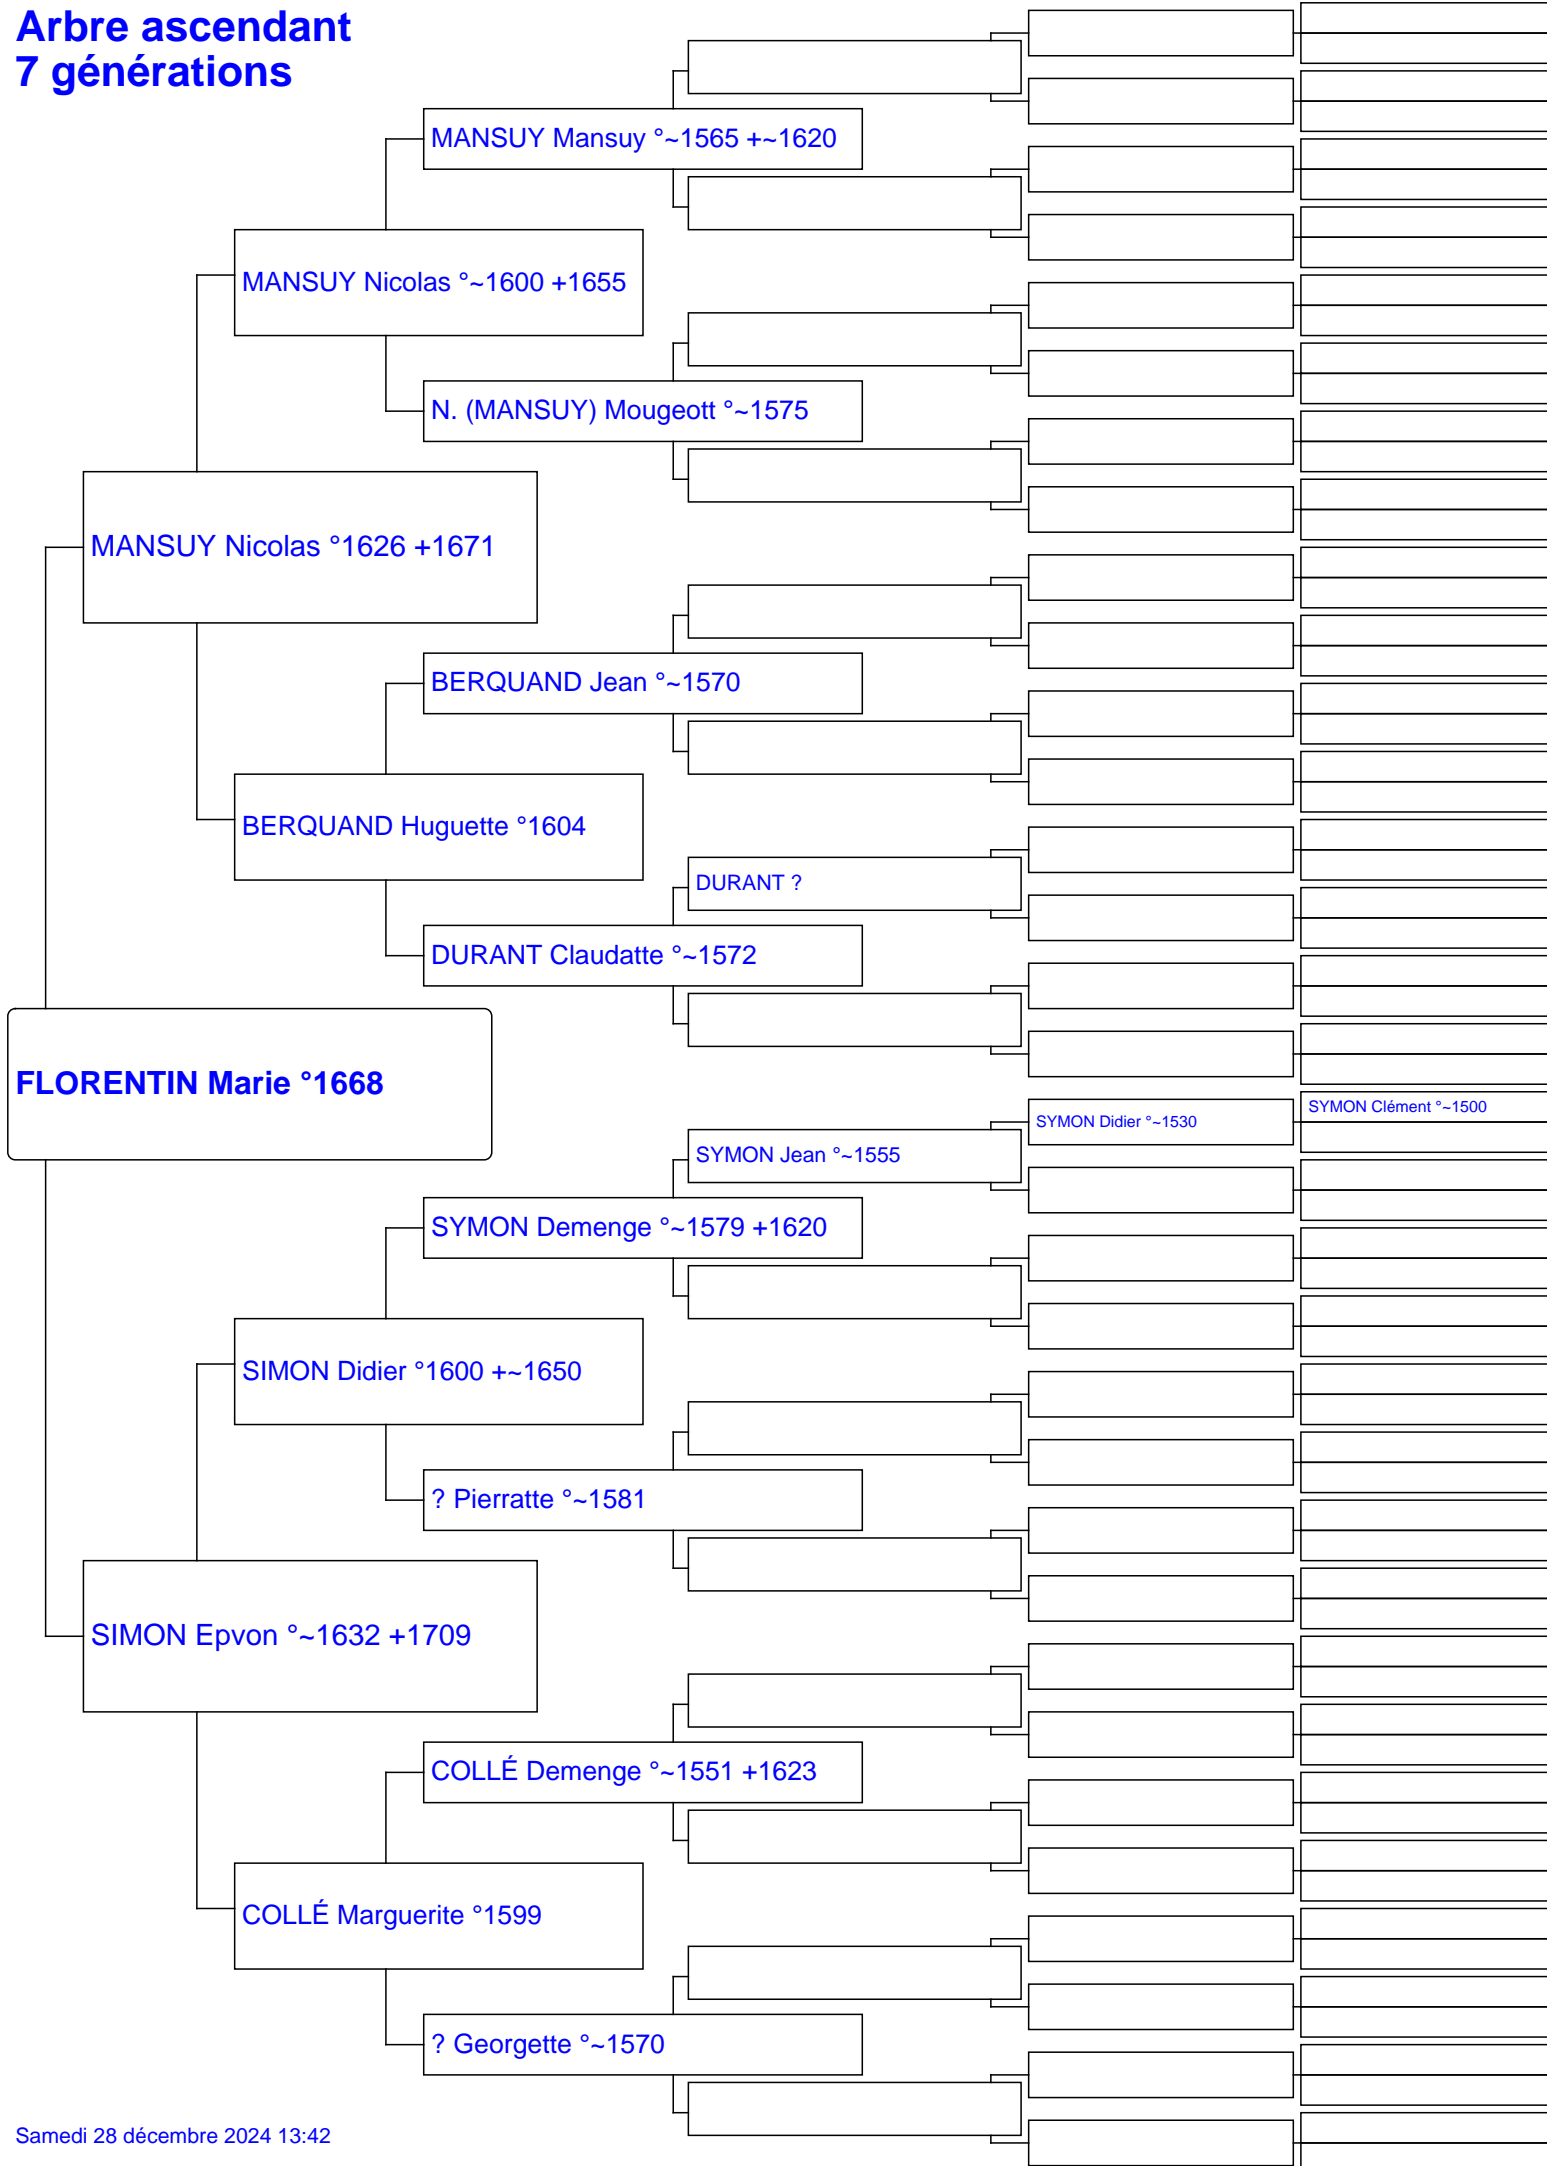 Arbre ascendant
7 générations
MANSUY Mansuy °~1565 +~1620
MANSUY Nicolas °~1600 +1655
N. (MANSUY) Mougeott °~1575
MANSUY Nicolas °1626 +1671
BERQUAND Jean °~1570
BERQUAND Huguette °1604
DURANT ?
DURANT Claudatte °~1572
FLORENTIN Marie °1668
SYMON Clément °~1500
SYMON Didier °~1530
SYMON Jean °~1555
SYMON Demenge °~1579 +1620
SIMON Didier °1600 +~1650
? Pierratte °~1581
SIMON Epvon °~1632 +1709
COLLÉ Demenge °~1551 +1623
COLLÉ Marguerite °1599
? Georgette °~1570
Samedi 28 décembre 2024 13:42